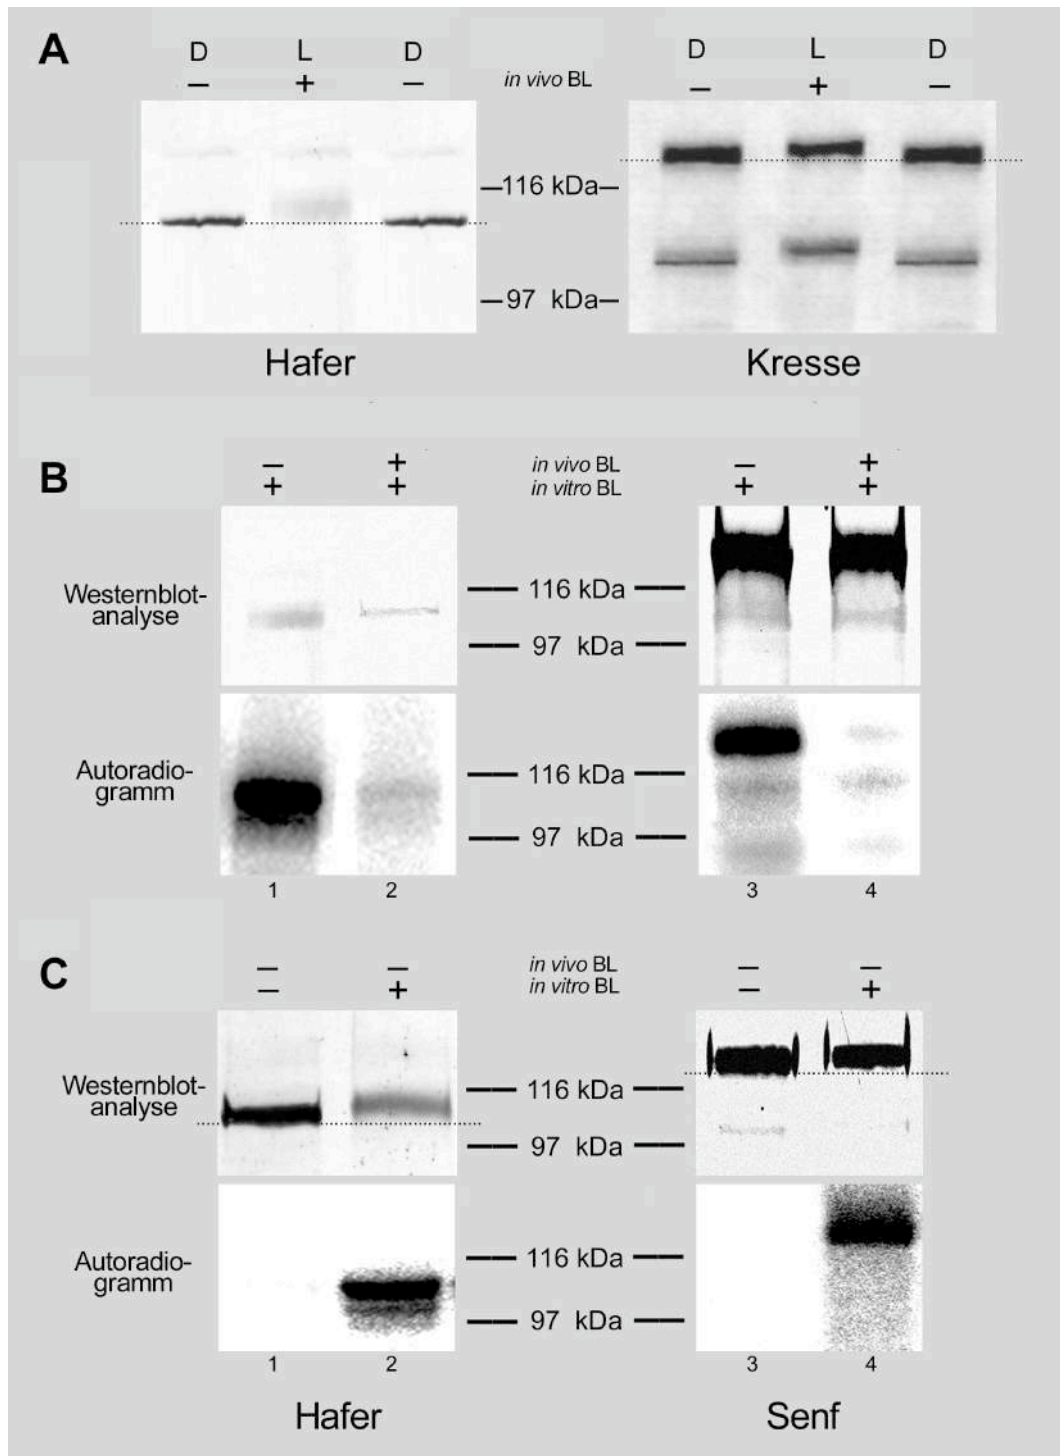 A
D L D
D L D
– + –
in vivo BL
– + –
116 kDa
97 kDa
Hafer
Kresse
B
– +
in vivo BL
– +
+ +
in vitro BL
+ +
Westernblot-
analyse
116 kDa
97 kDa
Autoradio-
gramm
116 kDa
97 kDa
1 2
3 4
C
– –
in vivo BL
– –
– +
in vitro BL
– +
Westernblot-
analyse
116 kDa
97 kDa
Autoradio-
gramm
116 kDa
97 kDa
1 2
3 4
Hafer
Senf